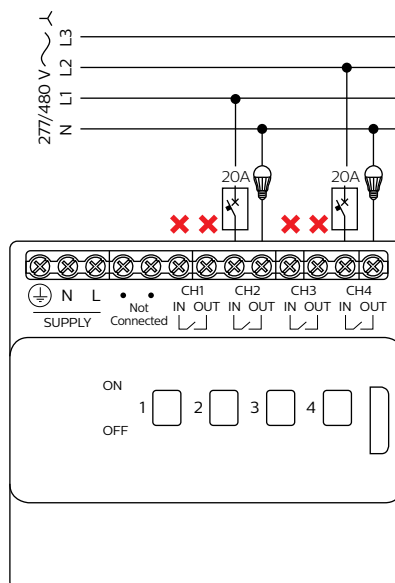 277/480 V
L3
L2
L1
N
20A 20A
N L CH1 CH2 CH3 CH4
SUPPLY
Not
Connected
IN OUT IN OUT IN OUT IN OUT
ON
1 2 3 4
OFF